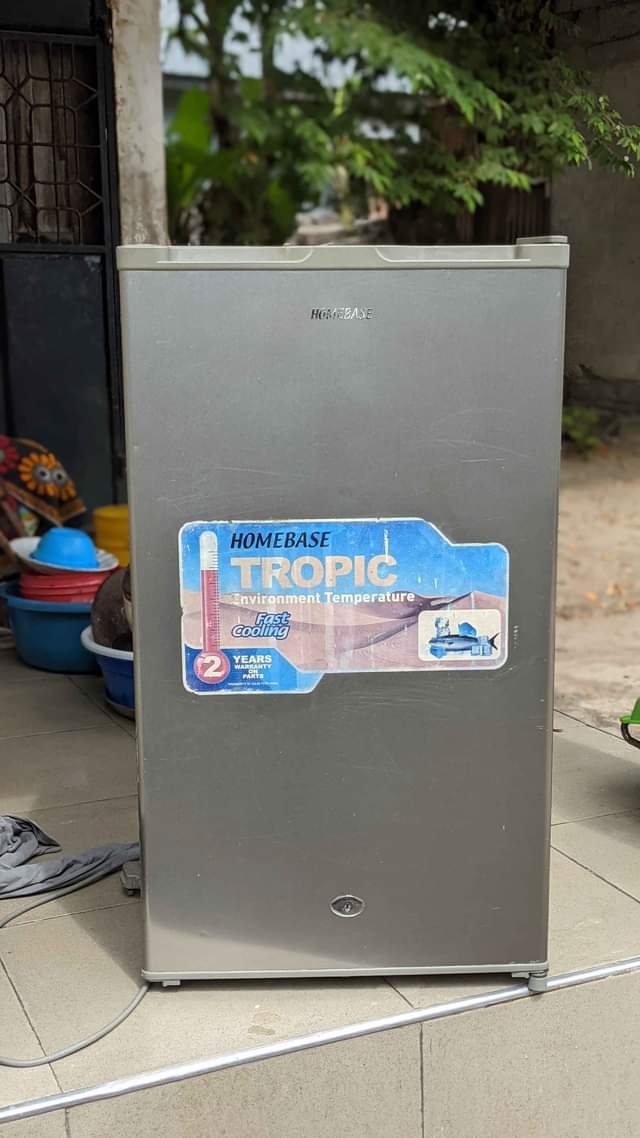 HOMEBASE
HOMEBASE
TROPIC
Environment Temperature
Fast
Cooling
2
YEARS
WARRANTY
ON
PARTS